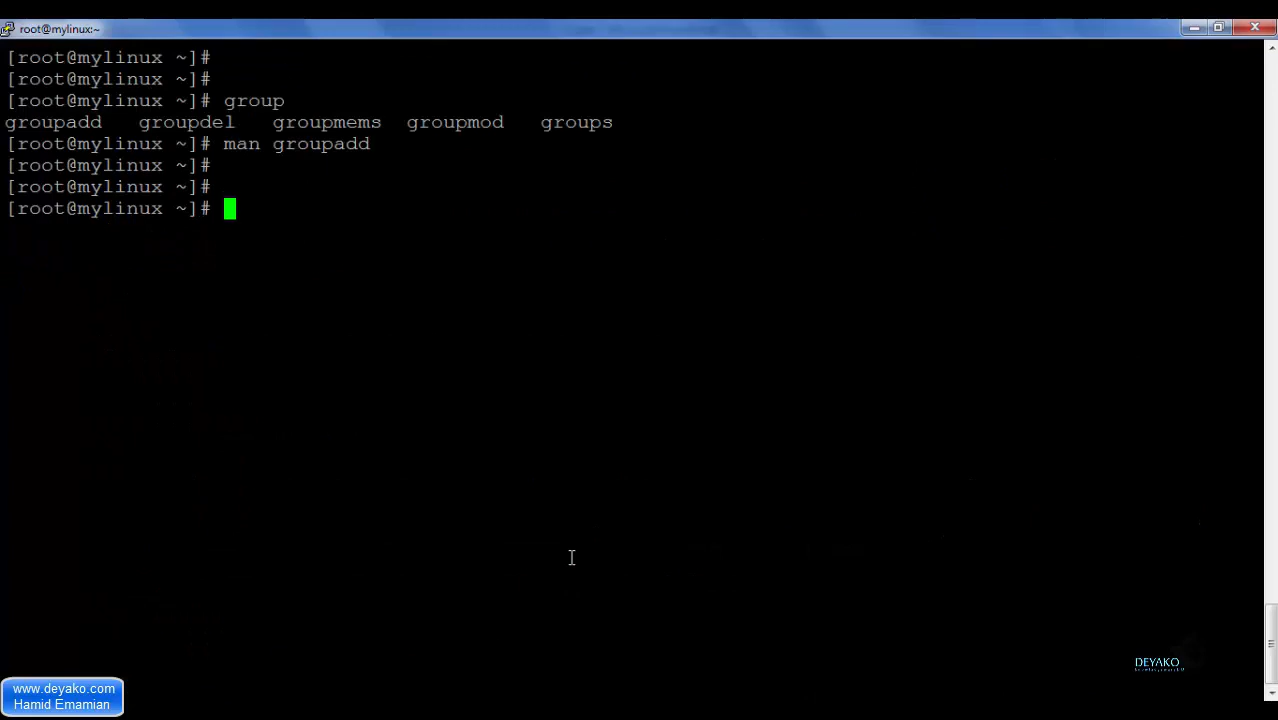 root@mylinux:~
[root@mylinux ~]#
[root@mylinux ~]#
[root@mylinux ~]# group
groupadd groupdel groupmems groupmod groups
[root@mylinux ~]# man groupadd
[root@mylinux ~]#
[root@mylinux ~]#
[root@mylinux ~]#
DEYAKO
www.deyako.com
Hamid Emamian